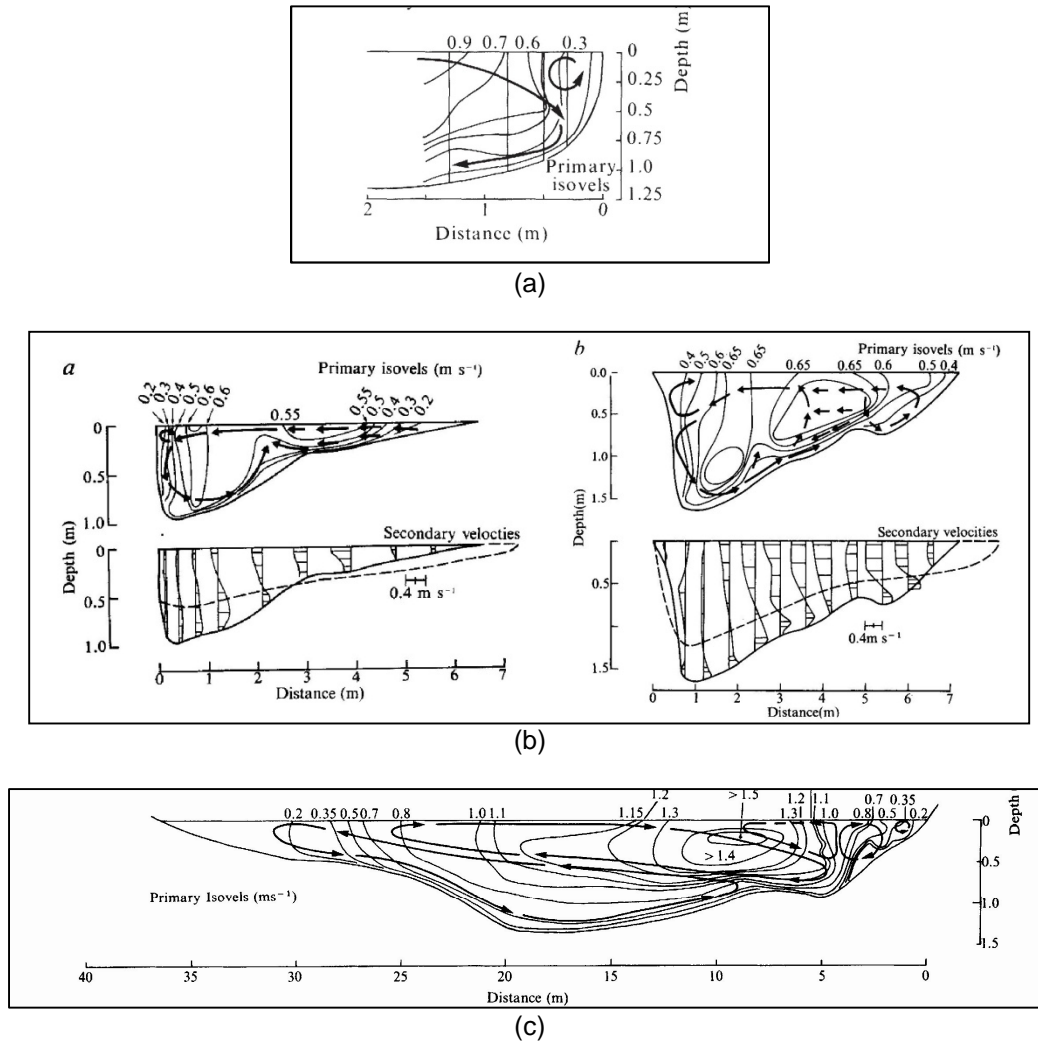 0.9 0.7 0.6 0.3
0
0.25
0.5
0.75
1.0
1.25
Depth (m)
Primary
isovels
2 1 0
Distance (m)
(a)
a
Primary isovels (m s⁻¹)
0.2 0.3 0.4 0.5 0.6 0.6
0.55
0.55 0.5 0.4 0.3 0.2
0
0.5
1.0
Secondary velocties
0
0.5
1.0
Depth (m)
0.4 m s⁻¹
0 1 2 3 4 5 6 7
Distance (m)
b
Primary isovels (m s⁻¹)
0.4 0.5 0.6 0.65 0.65 0.65 0.65 0.6 0.5 0.4
0.0
0.5
1.0
1.5
Depth(m)
Secondary velocities
0.5
1.5
0.4m s⁻¹
0 1 2 3 4 5 6 7
Distance(m)
(b)
1.2 > 1.5 1.2 1.1 0.7 0.35
0.2 0.35 0.5 0.7 0.8 1.0 1.1 1.15 1.3 1.3 1.0 0.8 0.5 0.2
> 1.4
0
0.5
1.0
1.5
Depth (
Primary Isovels (ms⁻¹)
40 35 30 25 20 15 10 5 0
Distance (m)
(c)